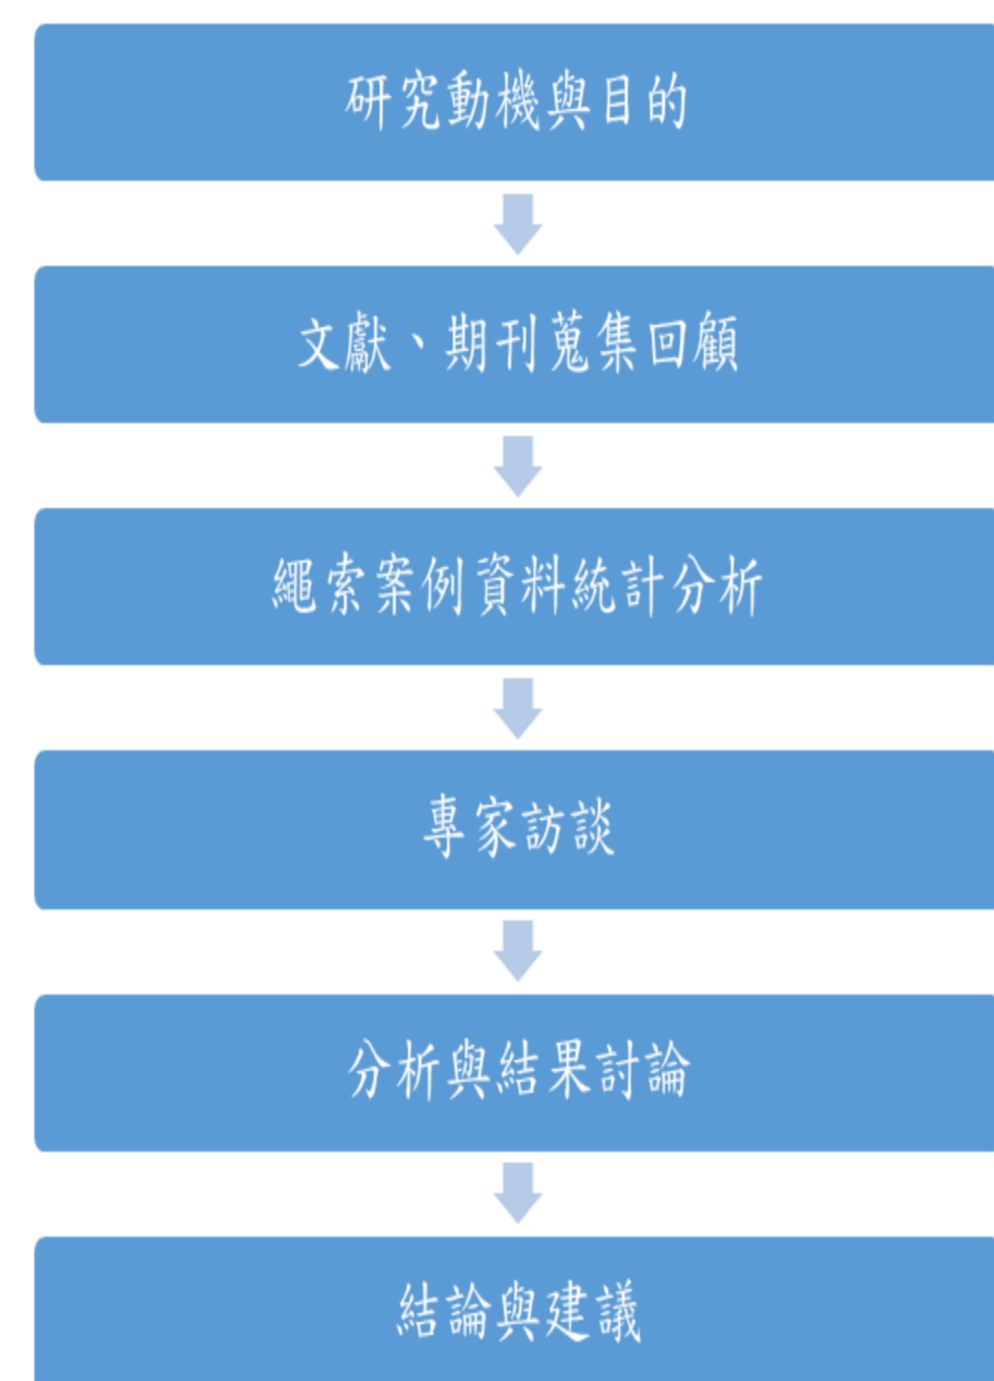 研究動機與目的
文獻、期刊蒐集回顧
繩索案例資料統計分析
專家訪談
分析與結果討論
結論與建議